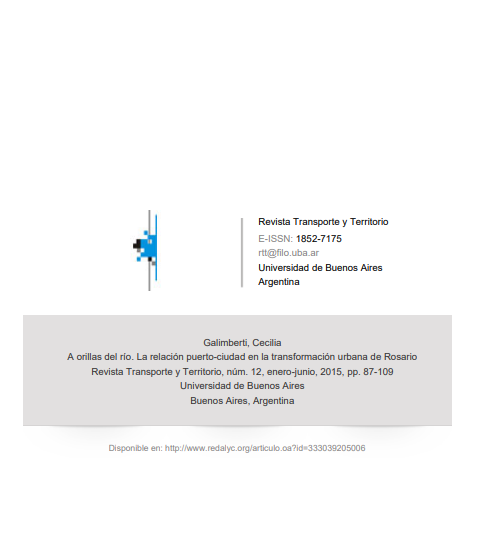 Revista Transporte y Territorio
E-ISSN: 1852-7175
rtt@filo.uba.ar
Universidad de Buenos Aires
Argentina
Galimberti, Cecilia
A orillas del río. La relación puerto-ciudad en la transformación urbana de Rosario
Revista Transporte y Territorio, núm. 12, enero-junio, 2015, pp. 87-109
Universidad de Buenos Aires
Buenos Aires, Argentina
Disponible en: http://www.redalyc.org/articulo.oa?id=333039205006